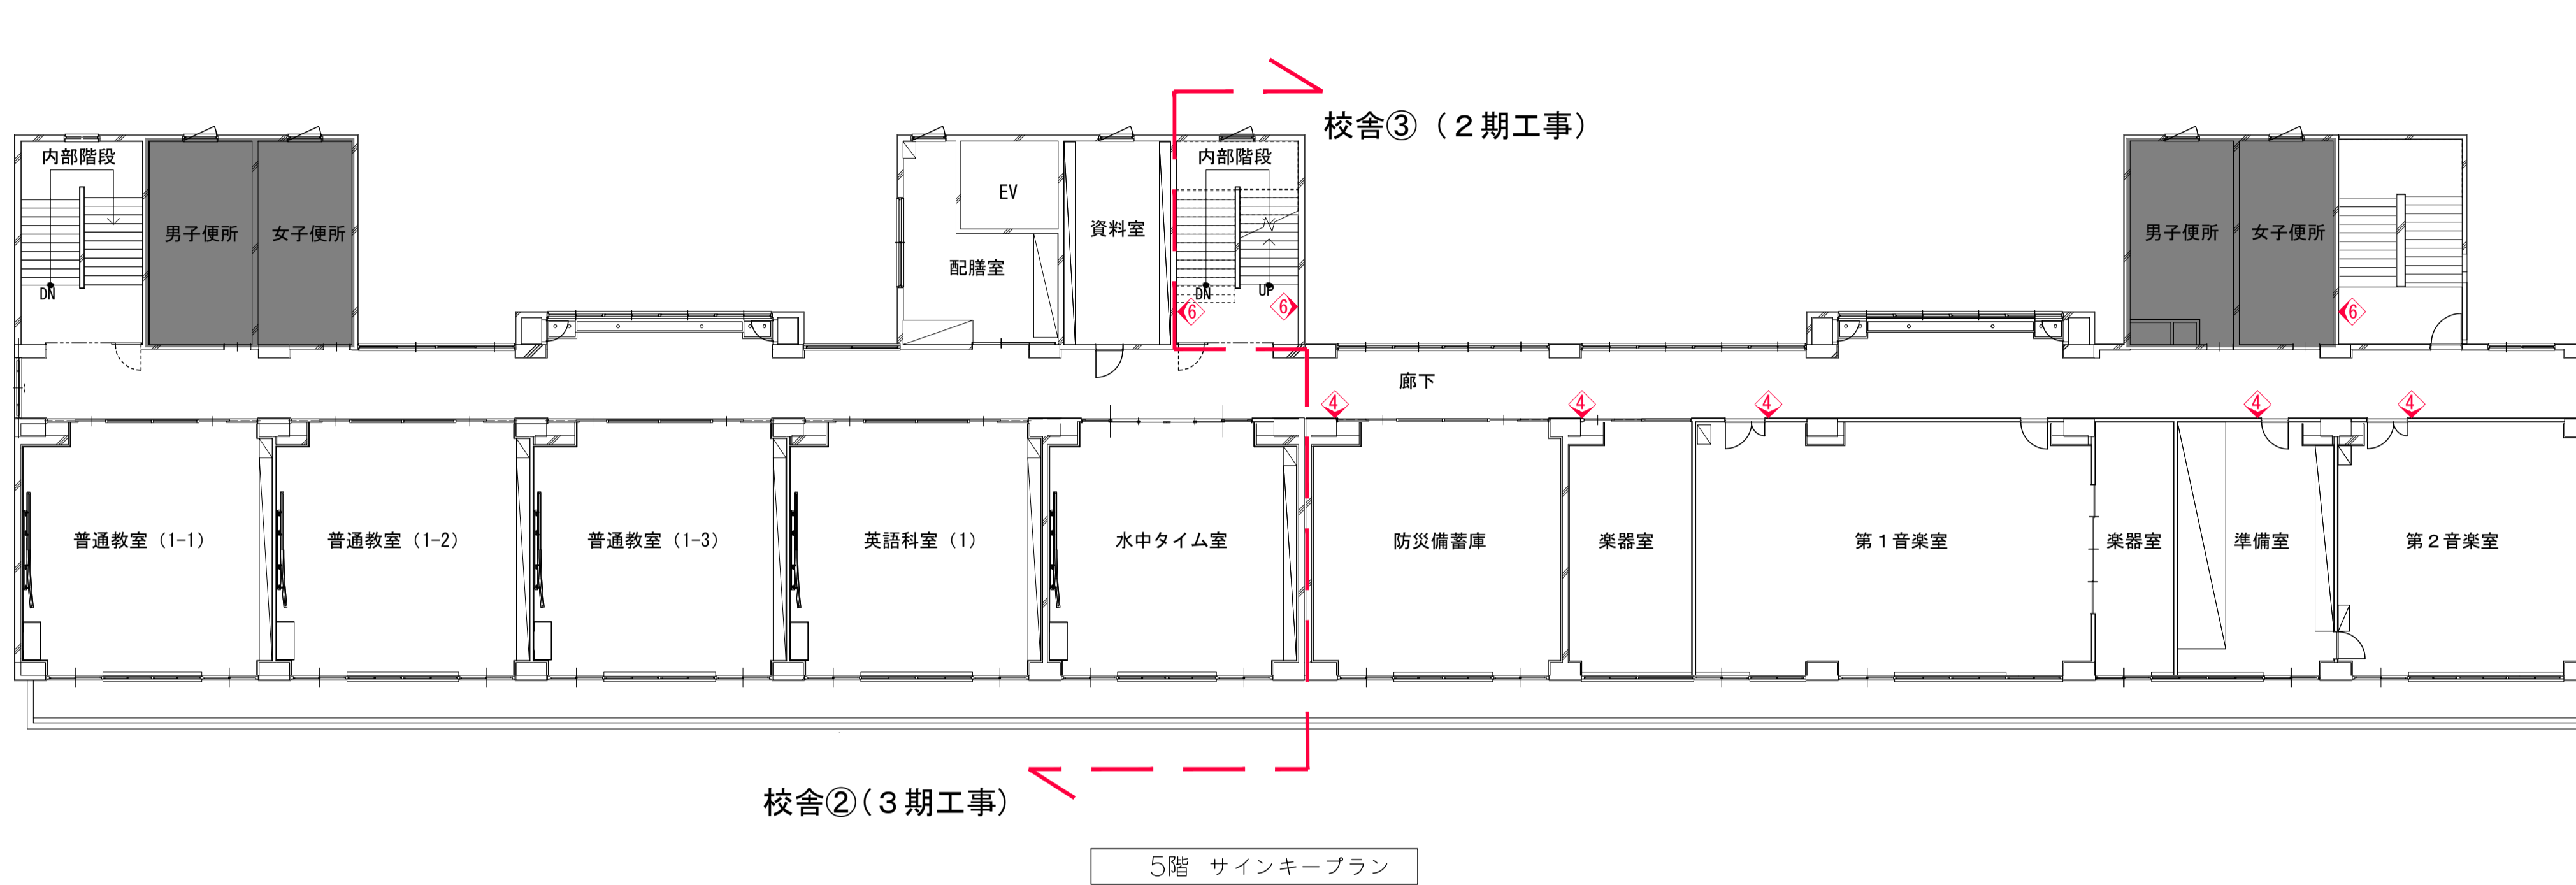 校舎③（２期工事）
内部階段
男子便所
女子便所
DN
EV
配膳室
資料室
内部階段
DN
UP
6
6
男子便所
女子便所
6
廊下
4
4
4
4
4
普通教室（1-1）
普通教室（1-2）
普通教室（1-3）
英語科室（1）
水中タイム室
防災備蓄庫
楽器室
第１音楽室
楽器室
準備室
第２音楽室
校舎②（３期工事）
5階 サインキープラン